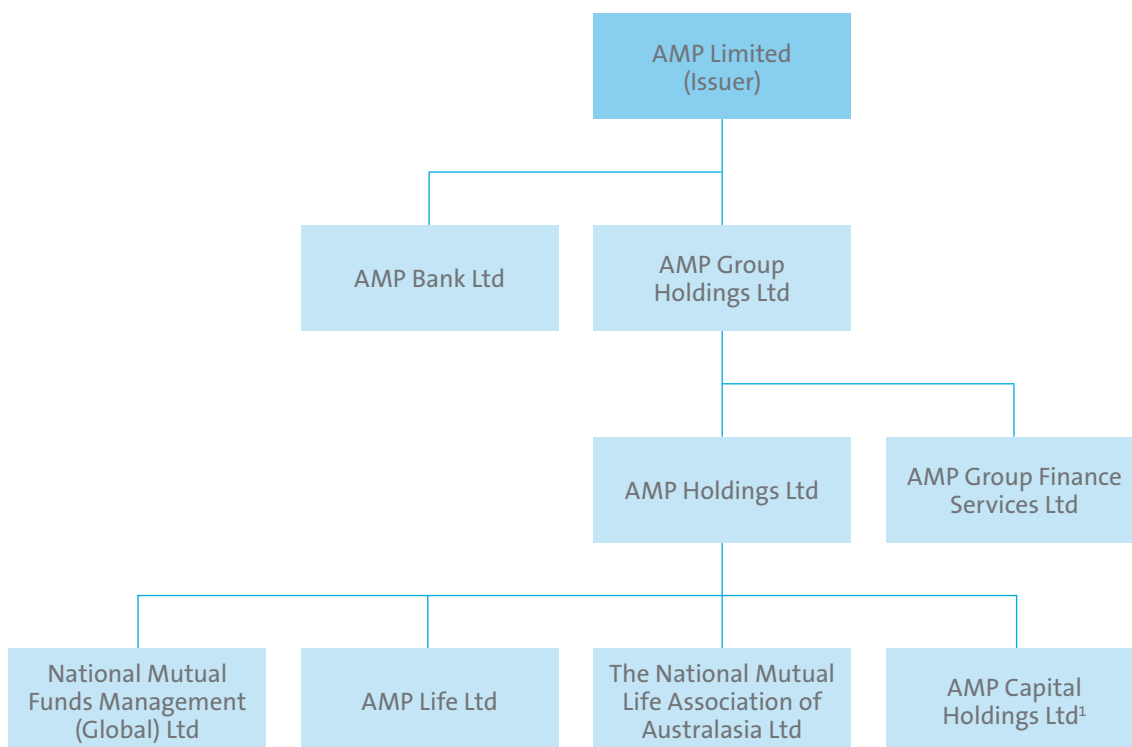 AMP Limited
(Issuer)
AMP Bank Ltd
AMP Group
Holdings Ltd
AMP Holdings Ltd
AMP Group Finance
Services Ltd
National Mutual
Funds Management
(Global) Ltd
AMP Life Ltd
The National Mutual
Life Association of
Australasia Ltd
AMP Capital
Holdings Ltd¹